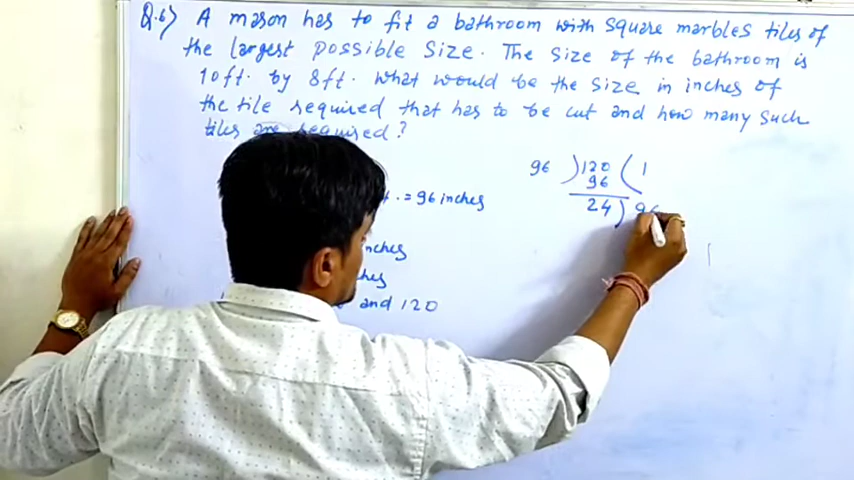 Q.6) A mason has to fit a bathroom with square marbles tiles of
the largest possible size. The size of the bathroom is
10ft. by 8ft. what would be the size in inches of
the tile required that has to be cut and how many such
tiles are required?
96 ) 120 ( 1
96
24 ) 96
. = 96 inches
nches
hes
and 120